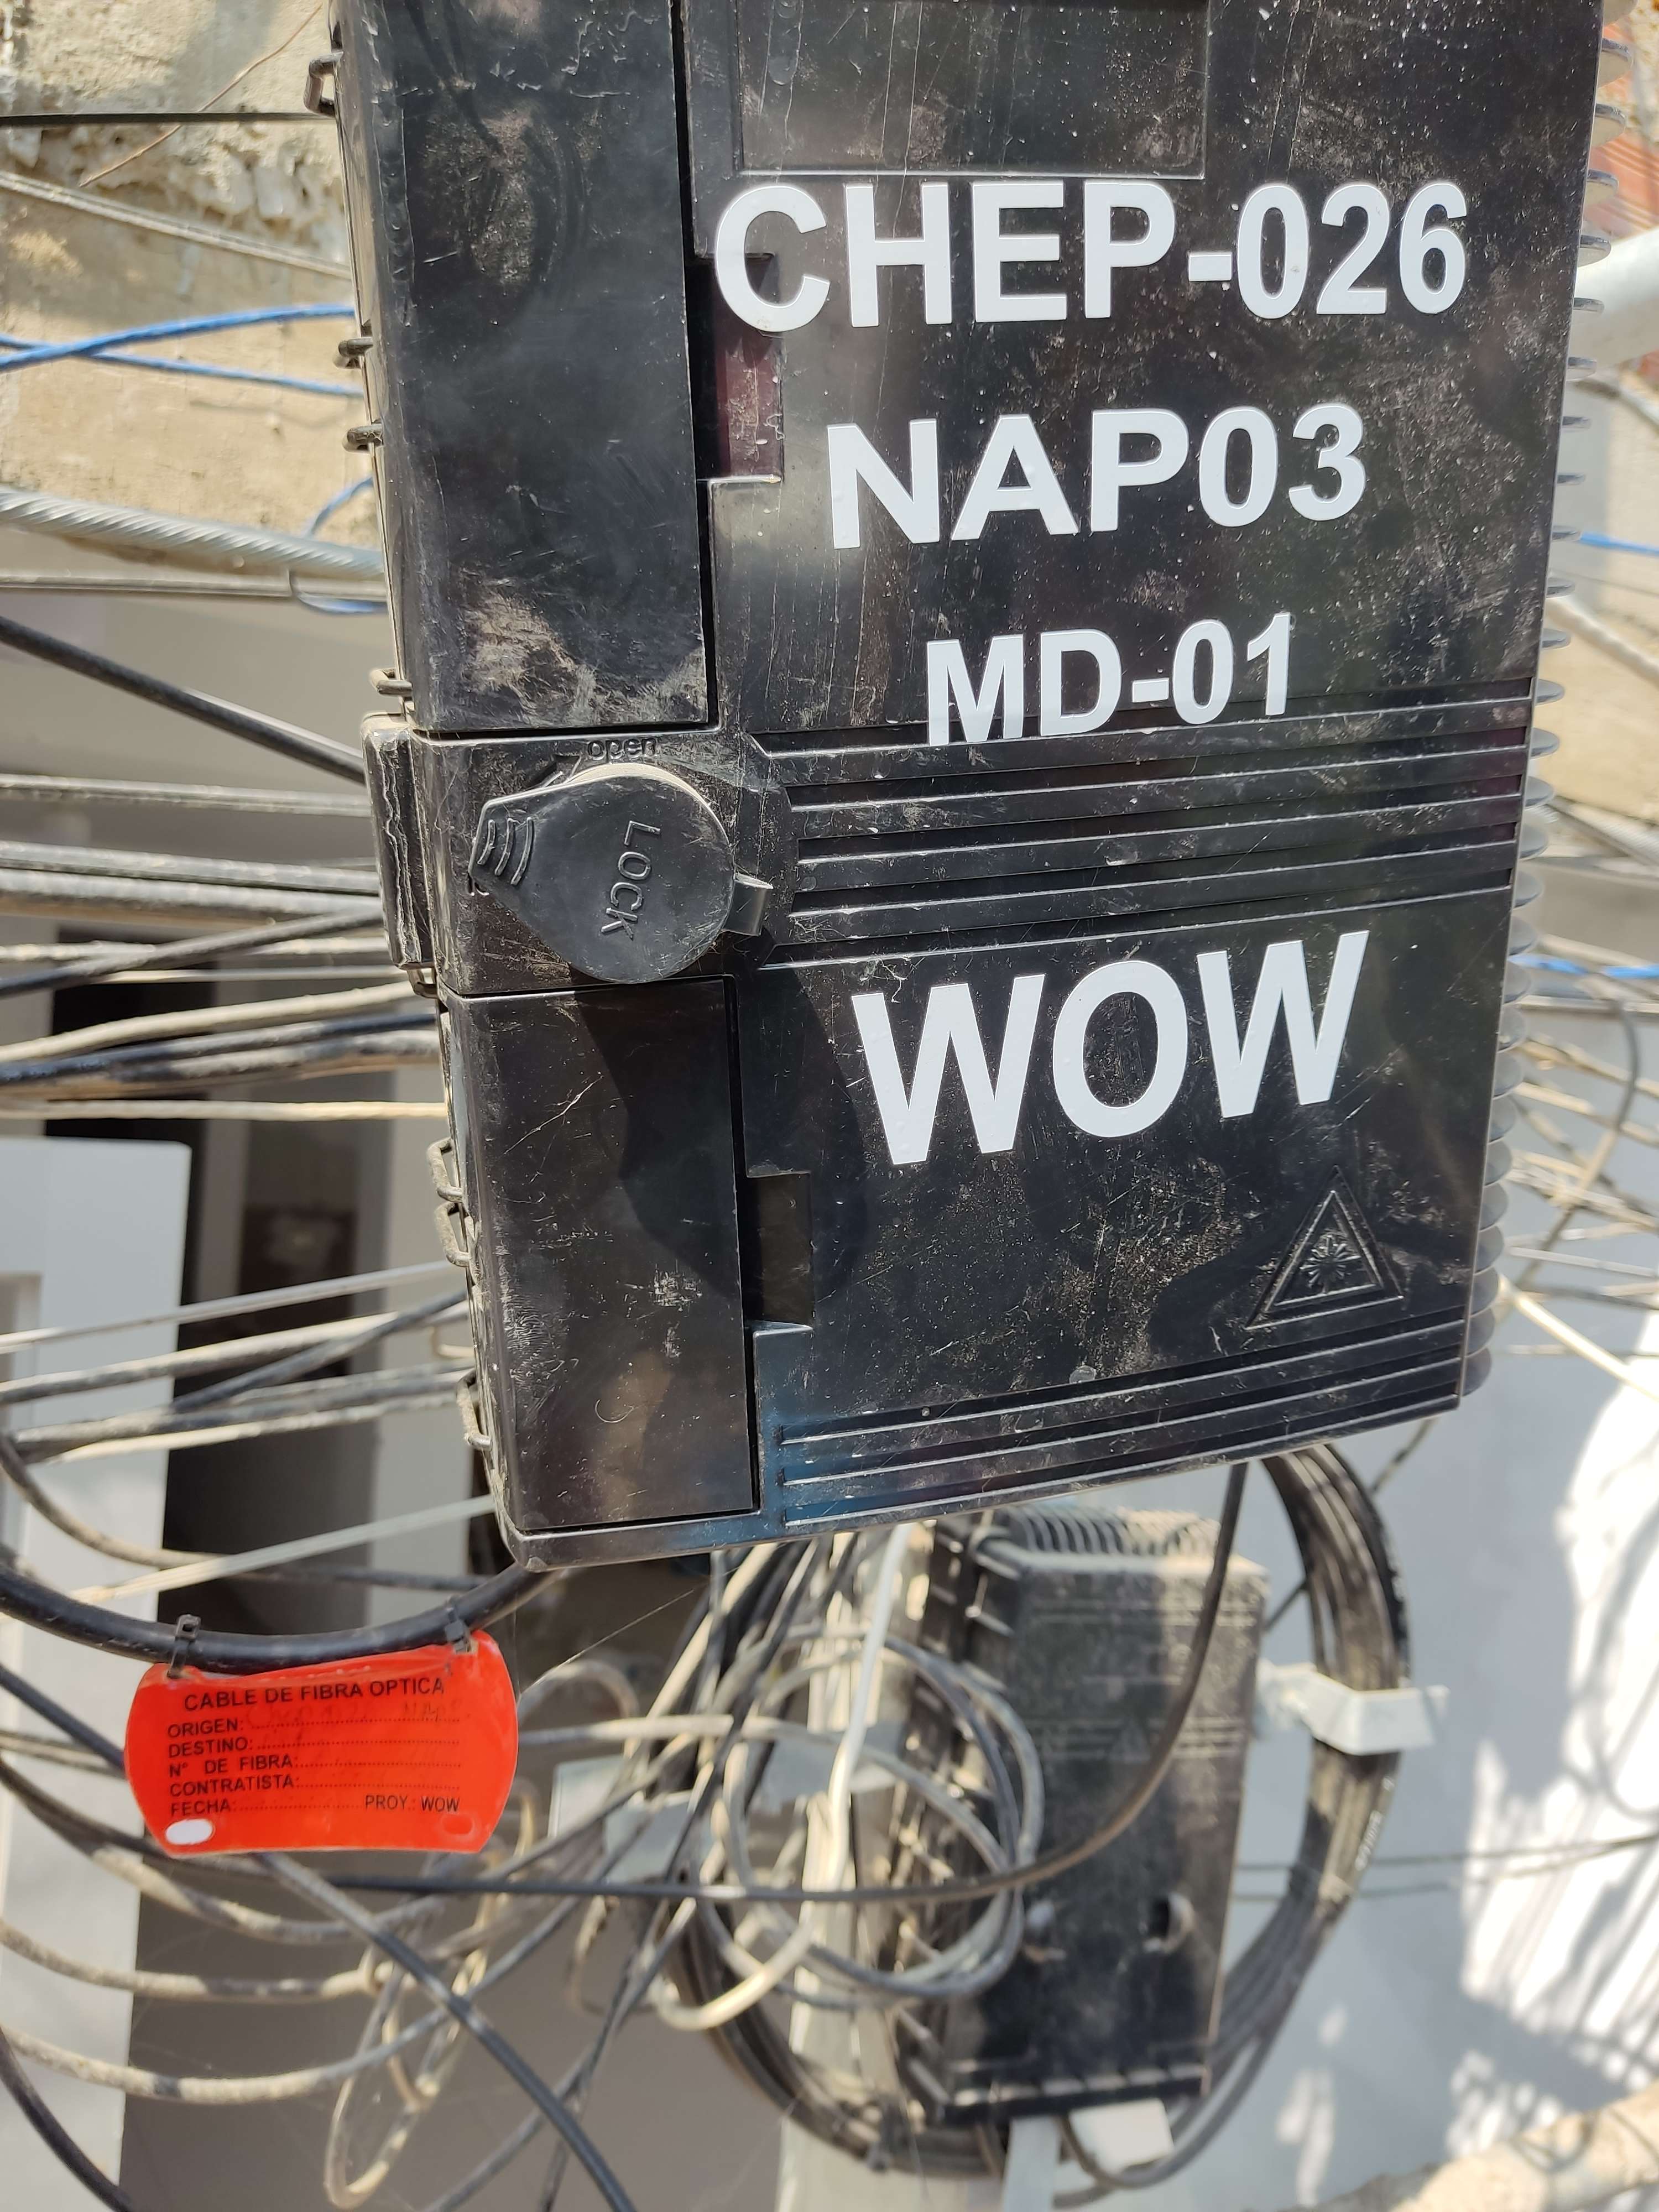 CHEP-026
NAP03
MD-01
open
LOCK
WOW
CABLE DE FIBRA OPTICA
ORIGEN:
DESTINO:
N° DE FIBRA:
CONTRATISTA:
FECHA: PROY.: WOW